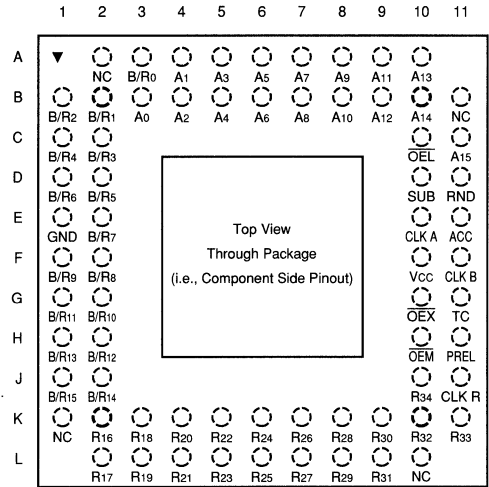 1 2 3 4 5 6 7 8 9 10 11
A ▼
NC B/R0 A1 A3 A5 A7 A9 A11 A13
B
B/R2 B/R1 A0 A2 A4 A6 A8 A10 A12 A14 NC
C
B/R4 B/R3 OEL A15
D
B/R6 B/R5 SUB RND
E
GND B/R7 CLK A ACC
F
B/R9 B/R8 VCC CLK B
G
B/R11 B/R10 OEX TC
H
B/R13 B/R12 OEM PREL
J
B/R15 B/R14 R34 CLK R
K
NC R16 R18 R20 R22 R24 R26 R28 R30 R32 R33
L
R17 R19 R21 R23 R25 R27 R29 R31 NC
Top View
Through Package
(i.e., Component Side Pinout)